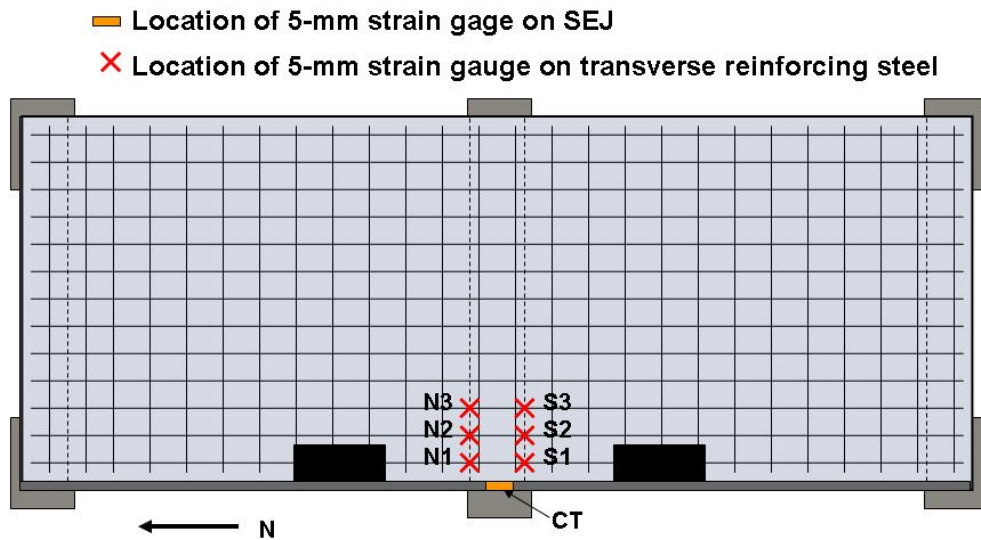 Location of 5-mm strain gage on SEJ
Location of 5-mm strain gauge on transverse reinforcing steel
N3 S3
N2 S2
N1 S1
CT
N